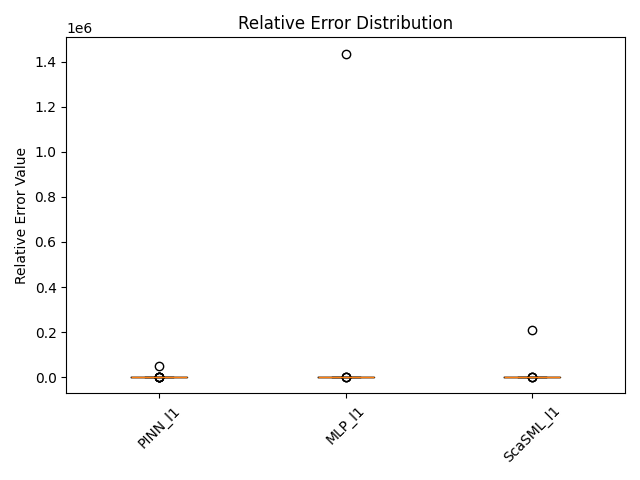 Relative Error Distribution
1e6
1.4
1.2
1.0
0.8
0.6
0.4
0.2
0.0
Relative Error Value
PINN_l1
MLP_l1
ScaSML_l1